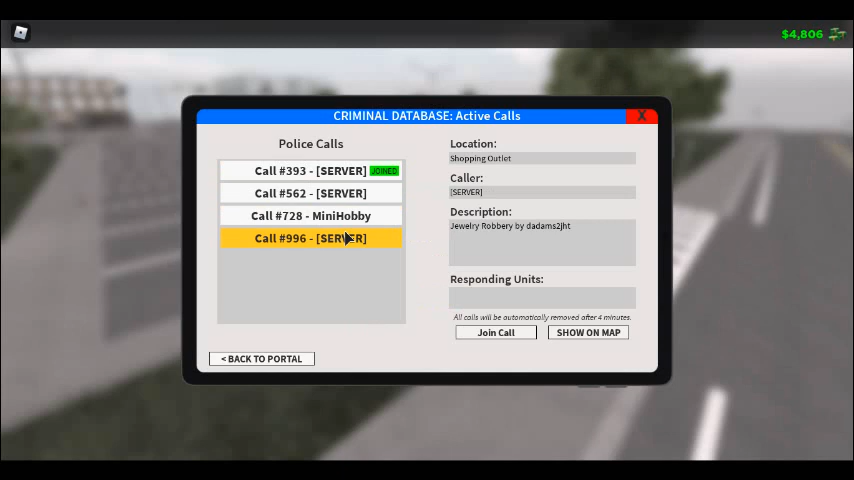 $4,806
CRIMINAL DATABASE: Active Calls
X
Police Calls
Call #393 - [SERVER] JOINED
Call #562 - [SERVER]
Call #728 - MiniHobby
Call #996 - [SERVER]
< BACK TO PORTAL
Location:
Shopping Outlet
Caller:
[SERVER]
Description:
Jewelry Robbery by dadams2jht
Responding Units:
All calls will be automatically removed after 4 minutes.
Join Call
SHOW ON MAP